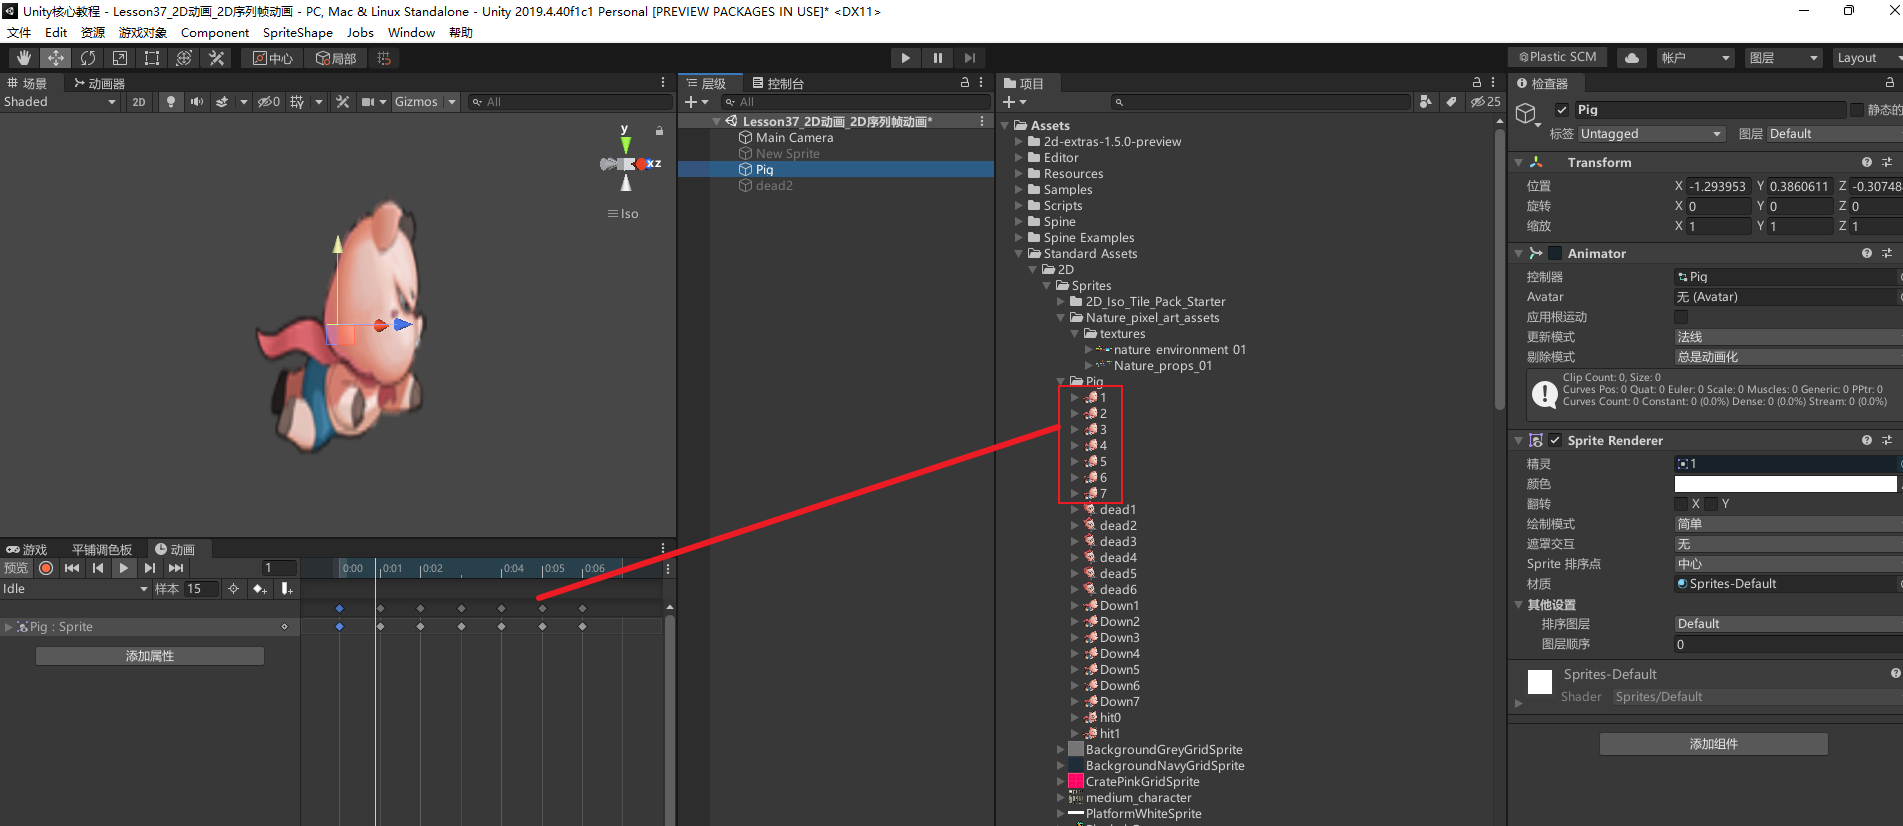 Unity核心教程 - Lesson37_2D动画_2D序列帧动画 - PC, Mac & Linux Standalone - Unity 2019.4.40f1c1 Personal [PREVIEW PACKAGES IN USE]* <DX11>
文件 Edit 资源 游戏对象 Component SpriteShape Jobs Window 帮助
中心 局部
Plastic SCM 帐户 图层 Layout
场景 动画器
Shaded 2D 0 Gizmos All
y
x z
Iso
层级 控制台
All
Lesson37_2D动画_2D序列帧动画*
Main Camera
New Sprite
Pig
dead2
项目
25
Assets
2d-extras-1.5.0-preview
Editor
Resources
Samples
Scripts
Spine
Spine Examples
Standard Assets
2D
Sprites
2D_Iso_Tile_Pack_Starter
Nature_pixel_art_assets
textures
nature environment 01
Nature_props_01
Pig
1
2
3
4
5
6
7
dead1
dead2
dead3
dead4
dead5
dead6
Down1
Down2
Down3
Down4
Down5
Down6
Down7
hit0
hit1
BackgroundGreyGridSprite
BackgroundNavyGridSprite
CratePinkGridSprite
medium_character
PlatformWhiteSprite
检查器
Pig 静态的
标签 Untagged 图层 Default
Transform
位置 X -1.293953 Y 0.3860611 Z -0.30748
旋转 X 0 Y 0 Z 0
缩放 X 1 Y 1 Z 1
Animator
控制器 Pig
Avatar 无 (Avatar)
应用根运动
更新模式 法线
剔除模式 总是动画化
Clip Count: 0, Size: 0
Curves Pos: 0 Quat: 0 Euler: 0 Scale: 0 Muscles: 0 Generic: 0 PPtr: 0
Curves Count: 0 Constant: 0 (0.0%) Dense: 0 (0.0%) Stream: 0 (0.0%)
Sprite Renderer
精灵 1
颜色
翻转 X Y
绘制模式 简单
遮罩交互 无
Sprite 排序点 中心
材质 Sprites-Default
其他设置
排序图层 Default
图层顺序 0
Sprites-Default
Shader Sprites/Default
添加组件
游戏 平铺调色板 动画
预览 1 0:00 0:01 0:02 0:04 0:05 0:06
Idle 样本 15
Pig : Sprite
添加属性